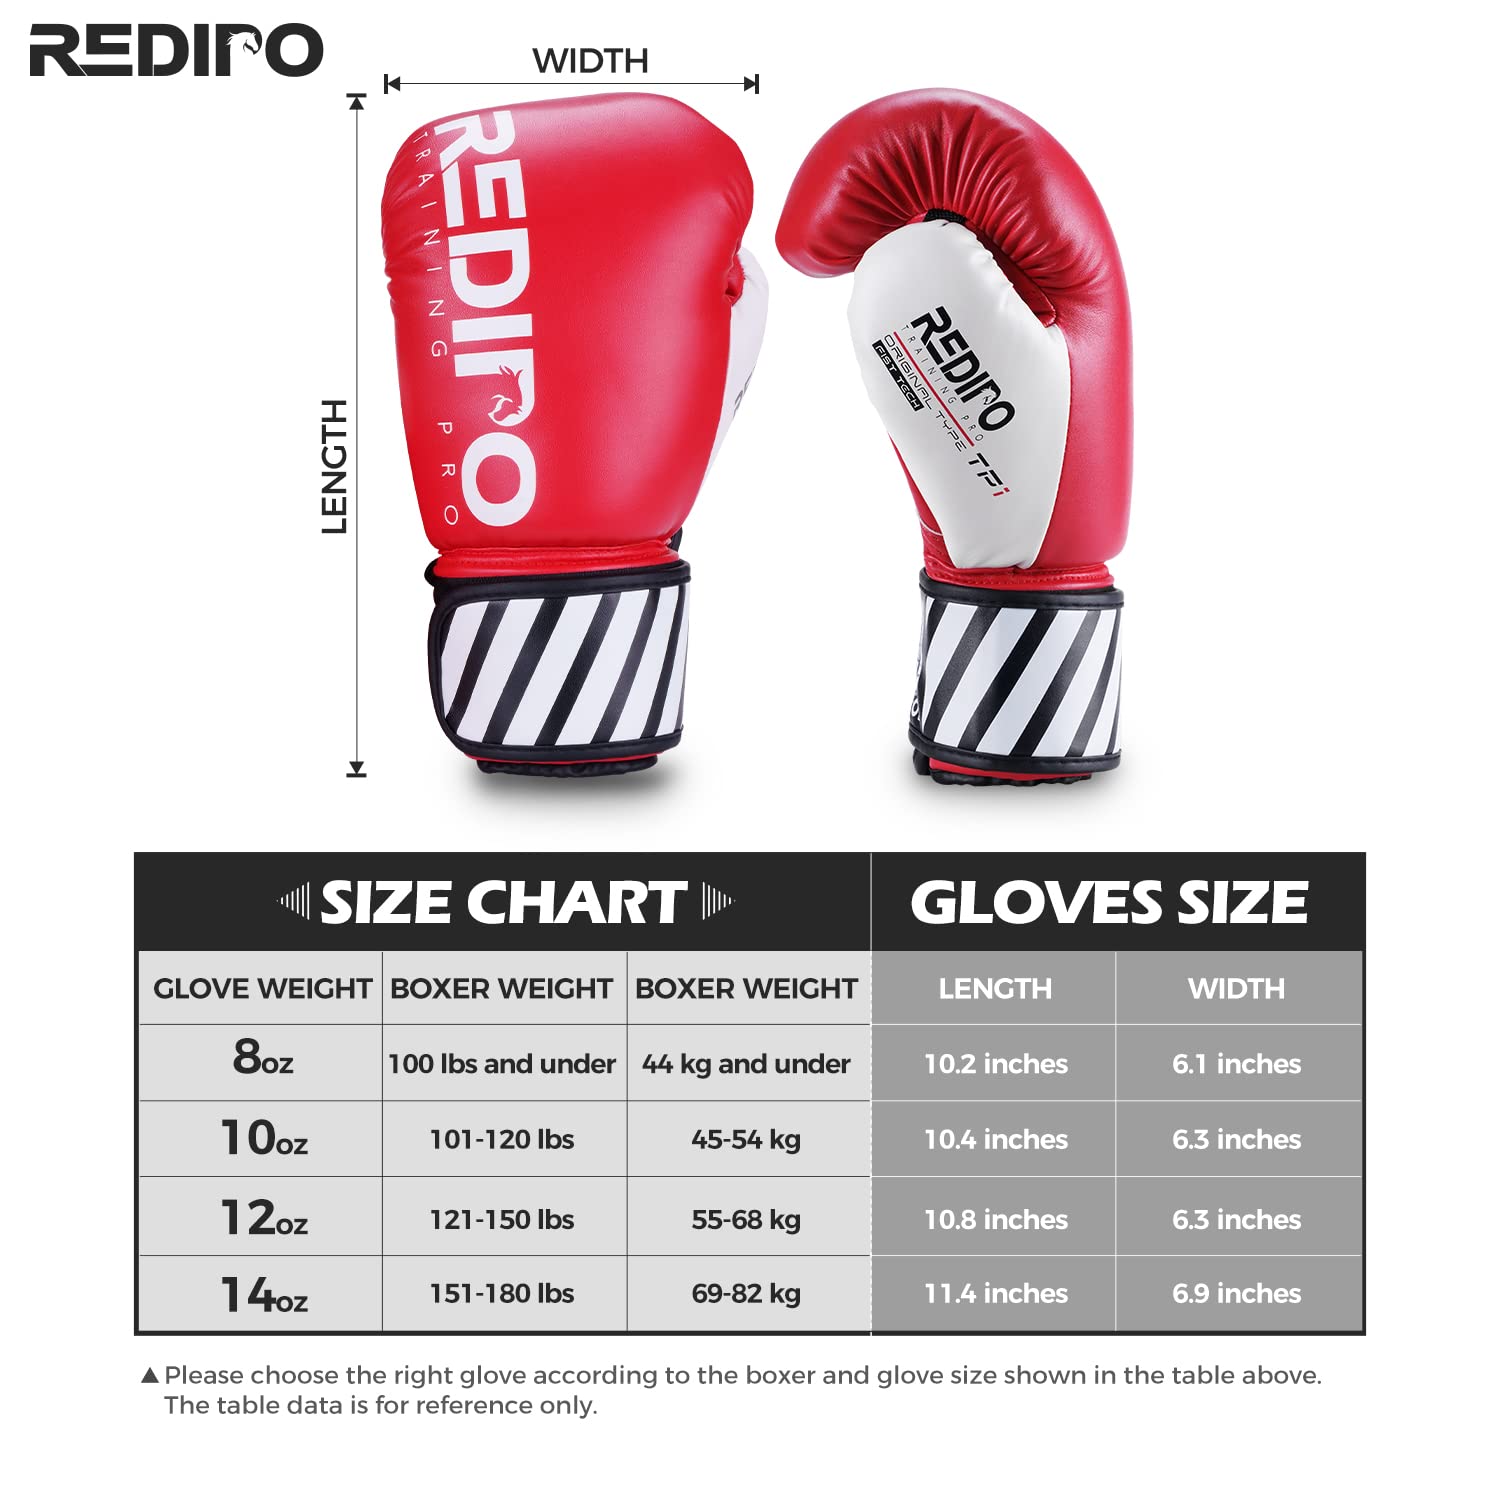 REDIPO
WIDTH
LENGTH
REDIPO
TRAINING PRO
REDIPO
TRAINING PRO
ORIGINAL TYPE TPi
FIST TECH
SIZE CHART
GLOVES SIZE
GLOVE WEIGHT BOXER WEIGHT BOXER WEIGHT LENGTH WIDTH
8oz 100 lbs and under 44 kg and under 10.2 inches 6.1 inches
10oz 101-120 lbs 45-54 kg 10.4 inches 6.3 inches
12oz 121-150 lbs 55-68 kg 10.8 inches 6.3 inches
14oz 151-180 lbs 69-82 kg 11.4 inches 6.9 inches
▲ Please choose the right glove according to the boxer and glove size shown in the table above.
The table data is for reference only.